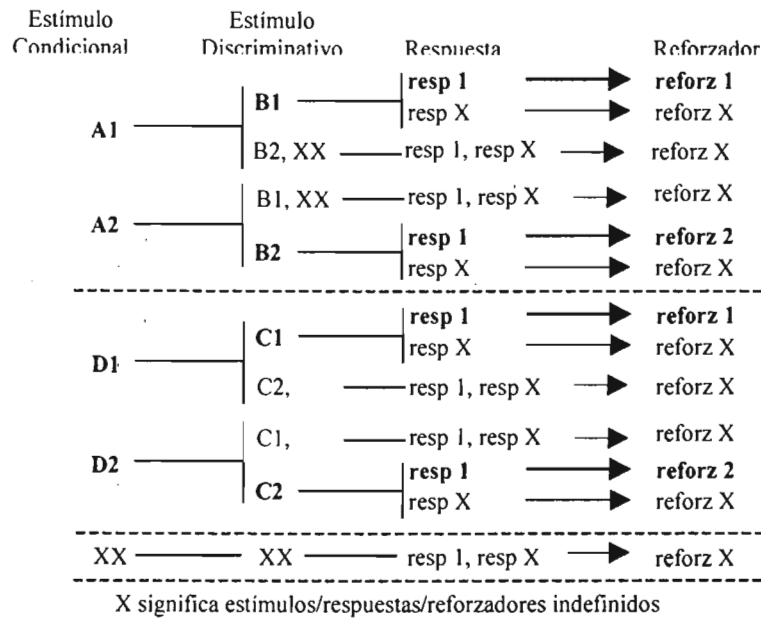 Estímulo Estímulo
Condicional Discriminativo Respuesta Reforzador
resp 1 reforz 1
B1
resp X reforz X
A1
B2, XX resp 1, resp X reforz X
B1, XX resp 1, resp X reforz X
A2
resp 1 reforz 2
B2
resp X reforz X
resp 1 reforz 1
C1
resp X reforz X
D1
C2, resp 1, resp X reforz X
C1, resp 1, resp X reforz X
D2
resp 1 reforz 2
C2
resp X reforz X
XX XX resp 1, resp X reforz X
X significa estímulos/respuestas/reforzadores indefinidos